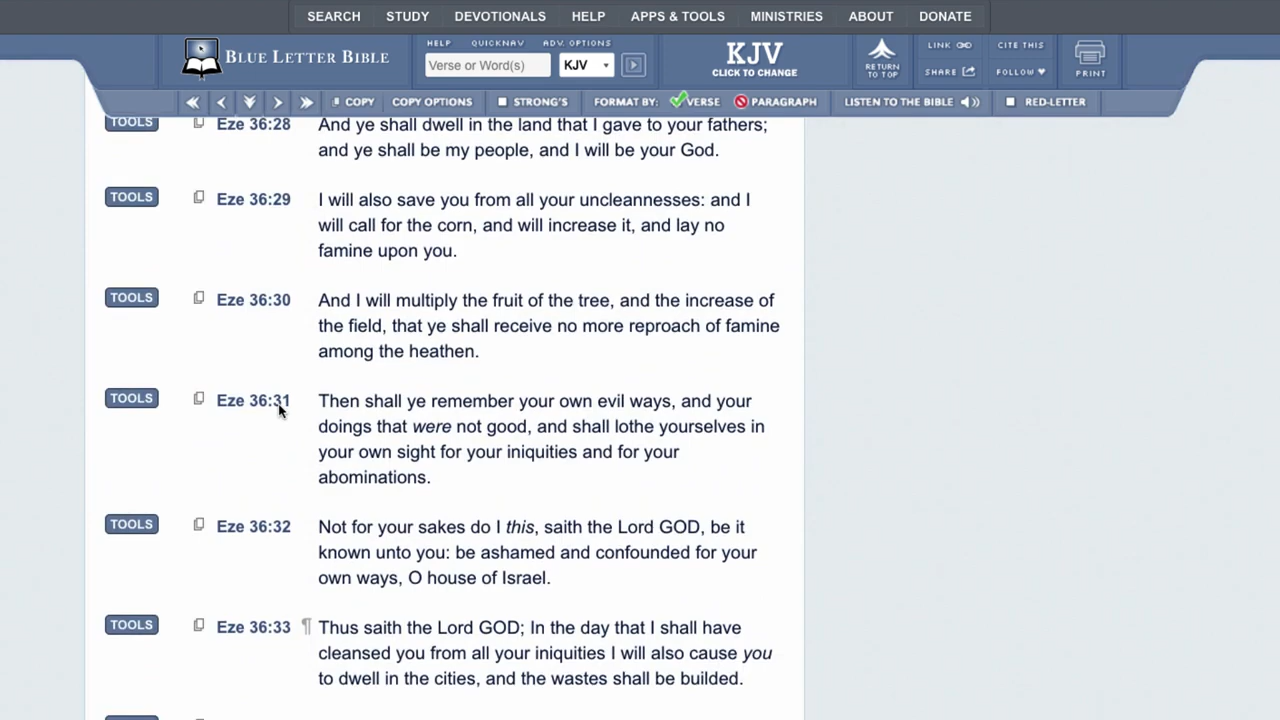 SEARCH STUDY DEVOTIONALS HELP APPS & TOOLS MINISTRIES ABOUT DONATE
BLUE LETTER BIBLE
HELP QUICKNAV ADV. OPTIONS
Verse or Word(s) KJV
KJV
CLICK TO CHANGE
RETURN
TO TOP
LINK CITE THIS
SHARE FOLLOW
PRINT
COPY COPY OPTIONS STRONG'S FORMAT BY: VERSE PARAGRAPH LISTEN TO THE BIBLE RED-LETTER
TOOLS Eze 36:28 And ye shall dwell in the land that I gave to your fathers;
and ye shall be my people, and I will be your God.
TOOLS Eze 36:29 I will also save you from all your uncleannesses: and I
will call for the corn, and will increase it, and lay no
famine upon you.
TOOLS Eze 36:30 And I will multiply the fruit of the tree, and the increase of
the field, that ye shall receive no more reproach of famine
among the heathen.
TOOLS Eze 36:31 Then shall ye remember your own evil ways, and your
doings that were not good, and shall lothe yourselves in
your own sight for your iniquities and for your
abominations.
TOOLS Eze 36:32 Not for your sakes do I this, saith the Lord GOD, be it
known unto you: be ashamed and confounded for your
own ways, O house of Israel.
TOOLS Eze 36:33 ¶ Thus saith the Lord GOD; In the day that I shall have
cleansed you from all your iniquities I will also cause you
to dwell in the cities, and the wastes shall be builded.